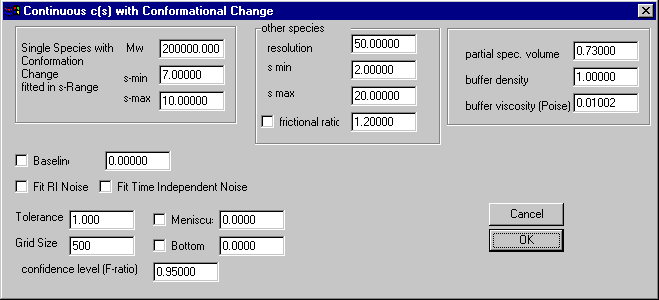 Continuous c(s) with Conformational Change
Single Species with
Conformation
Change
fitted in s-Range
Mw 200000.000
s-min 7.00000
s-max 10.00000
other species
resolution 50.00000
s min 2.00000
s max 20.00000
frictional ratic 1.20000
partial spec. volume 0.73000
buffer density 1.00000
buffer viscosity (Poise) 0.01002
Baseline 0.00000
Fit RI Noise Fit Time Independent Noise
Tolerance 1.000 Meniscu: 0.0000
Grid Size 500 Bottom 0.0000
confidence level (F-ratio) 0.95000
Cancel
OK